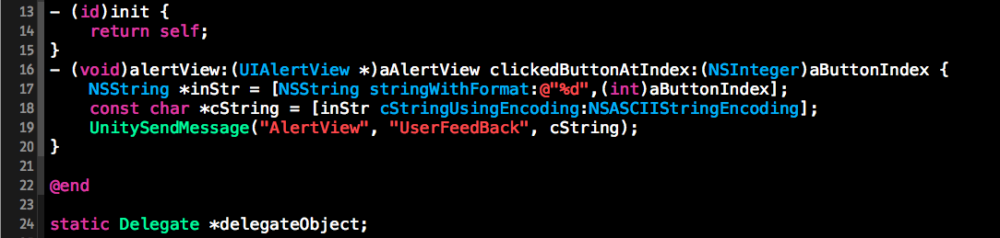 13 - (id)init {
14     return self;
15 }
16 - (void)alertView:(UIAlertView *)aAlertView clickedButtonAtIndex:(NSInteger)aButtonIndex {
17     NSString *inStr = [NSString stringWithFormat:@"%d",(int)aButtonIndex];
18     const char *cString = [inStr cStringUsingEncoding:NSASCIIStringEncoding];
19     UnitySendMessage("AlertView", "UserFeedBack", cString);
20 }
21
22 @end
23
24 static Delegate *delegateObject;